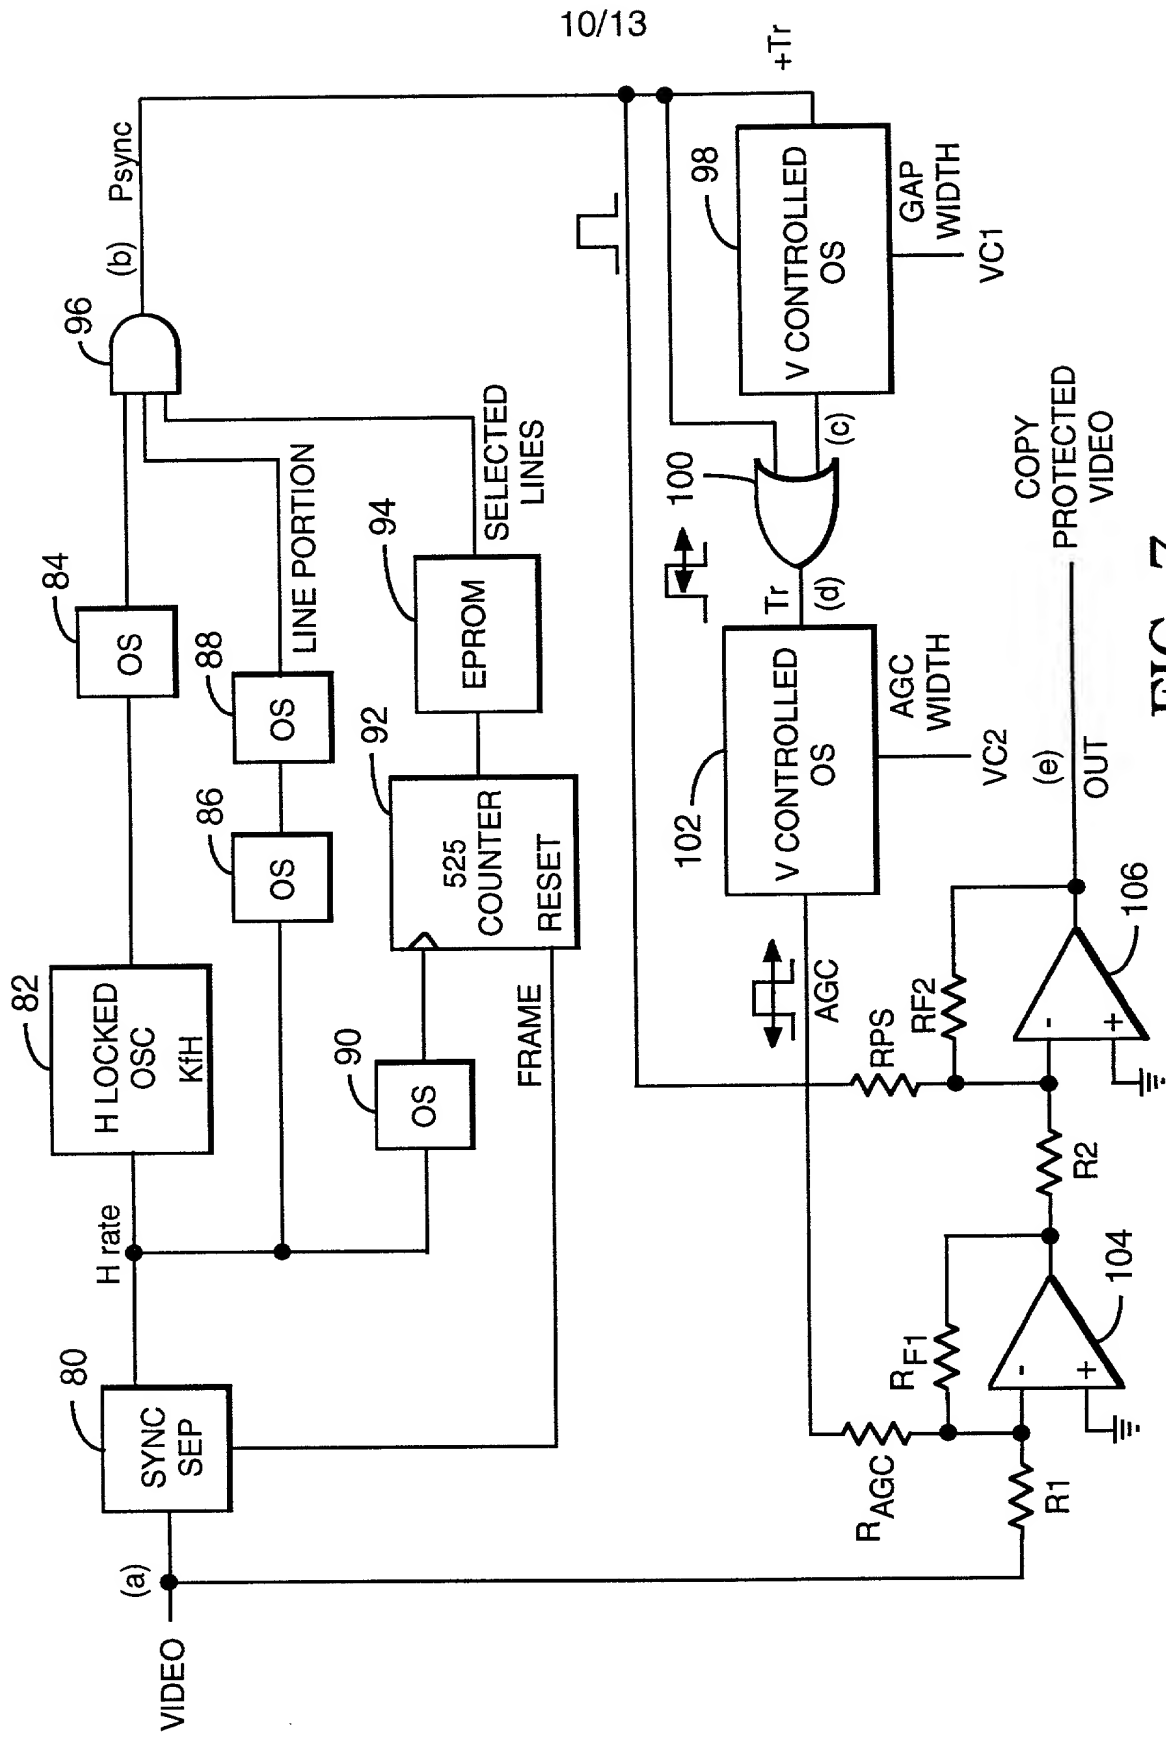 10/13
VIDEO
(a)
80
SYNC
SEP
H rate
82
H LOCKED
OSC
KfH
84
OS
86
OS
88
OS
LINE PORTION
90
OS
FRAME
92
525
COUNTER
RESET
94
EPROM
SELECTED
LINES
96
(b)
Psync
+Tr
98
V CONTROLLED
OS
GAP
WIDTH
VC1
(c)
100
Tr
(d)
102
V CONTROLLED
OS
AGC
WIDTH
VC2
AGC
RAGC
RF1
R1
-
+
104
R2
RPS
RF2
-
+
106
(e)
OUT
COPY
PROTECTED
VIDEO